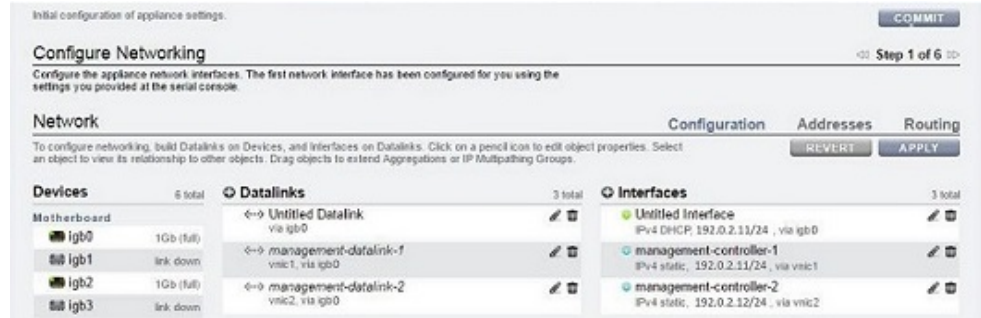 Initial configuration of appliance settings.
COMMIT
Configure Networking
Step 1 of 6
Configure the appliance network interfaces. The first network interface has been configured for you using the
settings you provided at the serial console.
Network
Configuration Addresses Routing
To configure networking, build Datalinks on Devices, and Interfaces on Datalinks. Click on a pencil icon to edit object properties. Select
an object to view its relationship to other objects. Drag objects to extend Aggregations or IP Multipathing Groups.
REVERT APPLY
Devices 6 total
Motherboard
igb0 1Gb (full)
igb1 link down
igb2 1Gb (full)
igb3 link down
Datalinks 3 total
Untitled Datalink
via igb0
management-datalink-1
vnic1, via igb0
management-datalink-2
vnic2, via igb0
Interfaces 3 total
Untitled Interface
IPv4 DHCP, 192.0.2.11/24 , via igb0
management-controller-1
IPv4 static, 192.0.2.11/24 , via vnic1
management-controller-2
IPv4 static, 192.0.2.12/24 , via vnic2